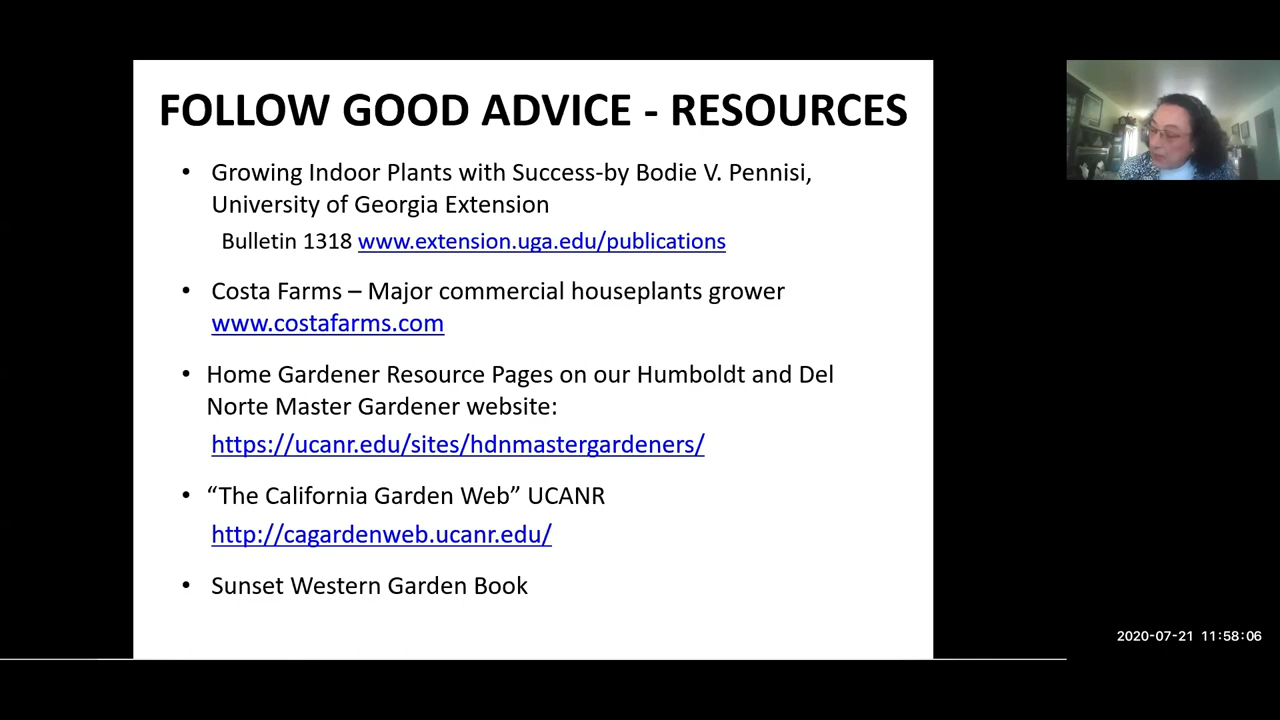 FOLLOW GOOD ADVICE - RESOURCES
• Growing Indoor Plants with Success-by Bodie V. Pennisi,
University of Georgia Extension
Bulletin 1318 www.extension.uga.edu/publications
• Costa Farms – Major commercial houseplants grower
www.costafarms.com
• Home Gardener Resource Pages on our Humboldt and Del
Norte Master Gardener website:
https://ucanr.edu/sites/hdnmastergardeners/
• “The California Garden Web” UCANR
http://cagardenweb.ucanr.edu/
• Sunset Western Garden Book
2020-07-21 11:58:06